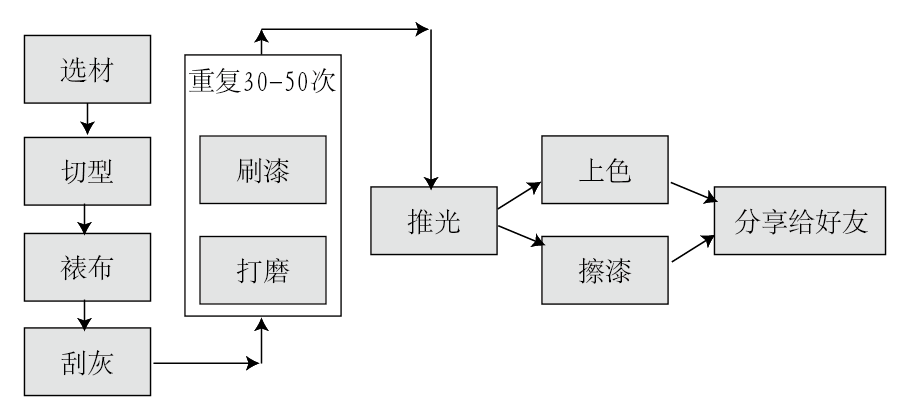 选材
切型
裱布
刮灰
重复30-50次
刷漆
打磨
推光
上色
擦漆
分享给好友